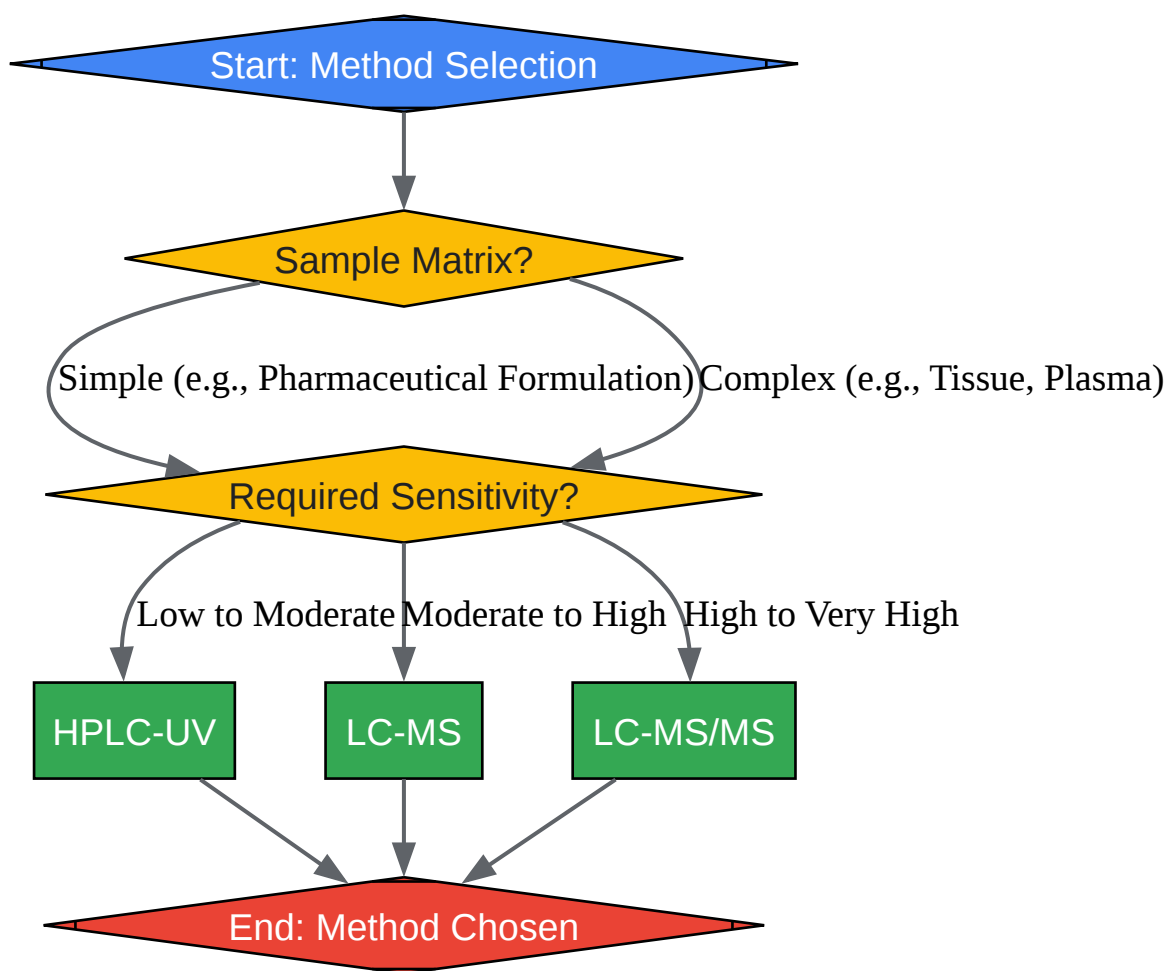 Start: Method Selection
Sample Matrix?
Simple (e.g., Pharmaceutical Formulation)
Complex (e.g., Tissue, Plasma)
Required Sensitivity?
Low to Moderate
Moderate to High
High to Very High
HPLC-UV
LC-MS
LC-MS/MS
End: Method Chosen